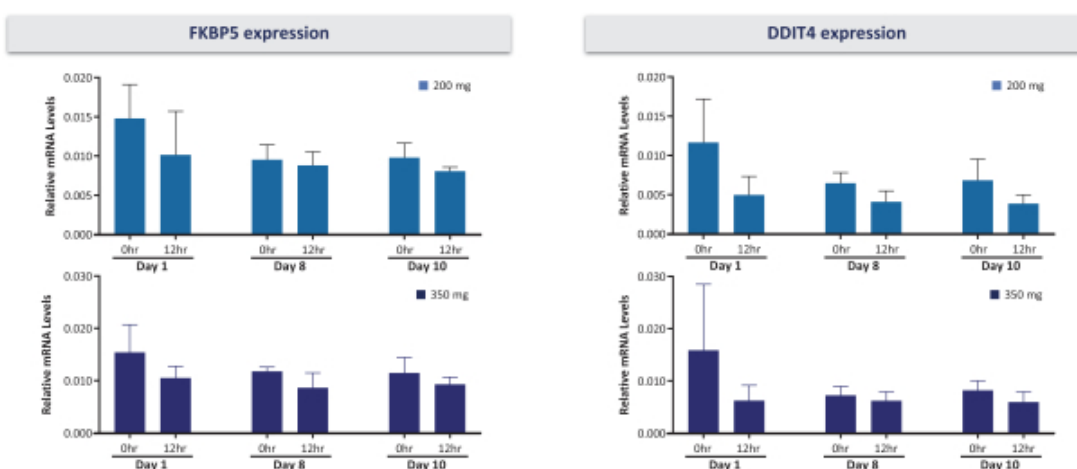 FKBP5 expression
DDIT4 expression
Relative mRNA Levels
0.020
0.015
0.010
0.005
0.000
200 mg
0hr 12hr 0hr 12hr 0hr 12hr
Day 1 Day 8 Day 10
Relative mRNA Levels
0.020
0.015
0.010
0.005
0.000
200 mg
0hr 12hr 0hr 12hr 0hr 12hr
Day 1 Day 8 Day 10
Relative mRNA Levels
0.030
0.020
0.010
0.000
350 mg
0hr 12hr 0hr 12hr 0hr 12hr
Day 1 Day 8 Day 10
Relative mRNA Levels
0.030
0.020
0.010
0.000
350 mg
0hr 12hr 0hr 12hr 0hr 12hr
Day 1 Day 8 Day 10